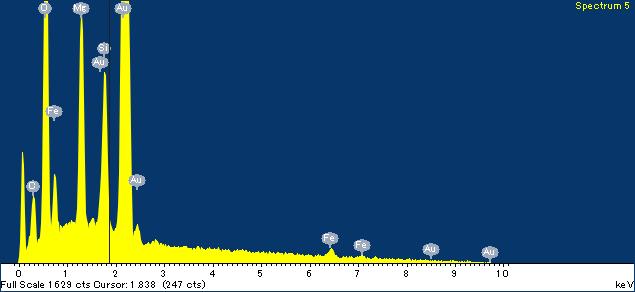 Spectrum 5
O Mg Au
Si
Au
Fe
Au
O
Fe Fe Au Au
0 1 2 3 4 5 6 7 8 9 10
Full Scale 1629 cts Cursor: 1.838 (247 cts) keV